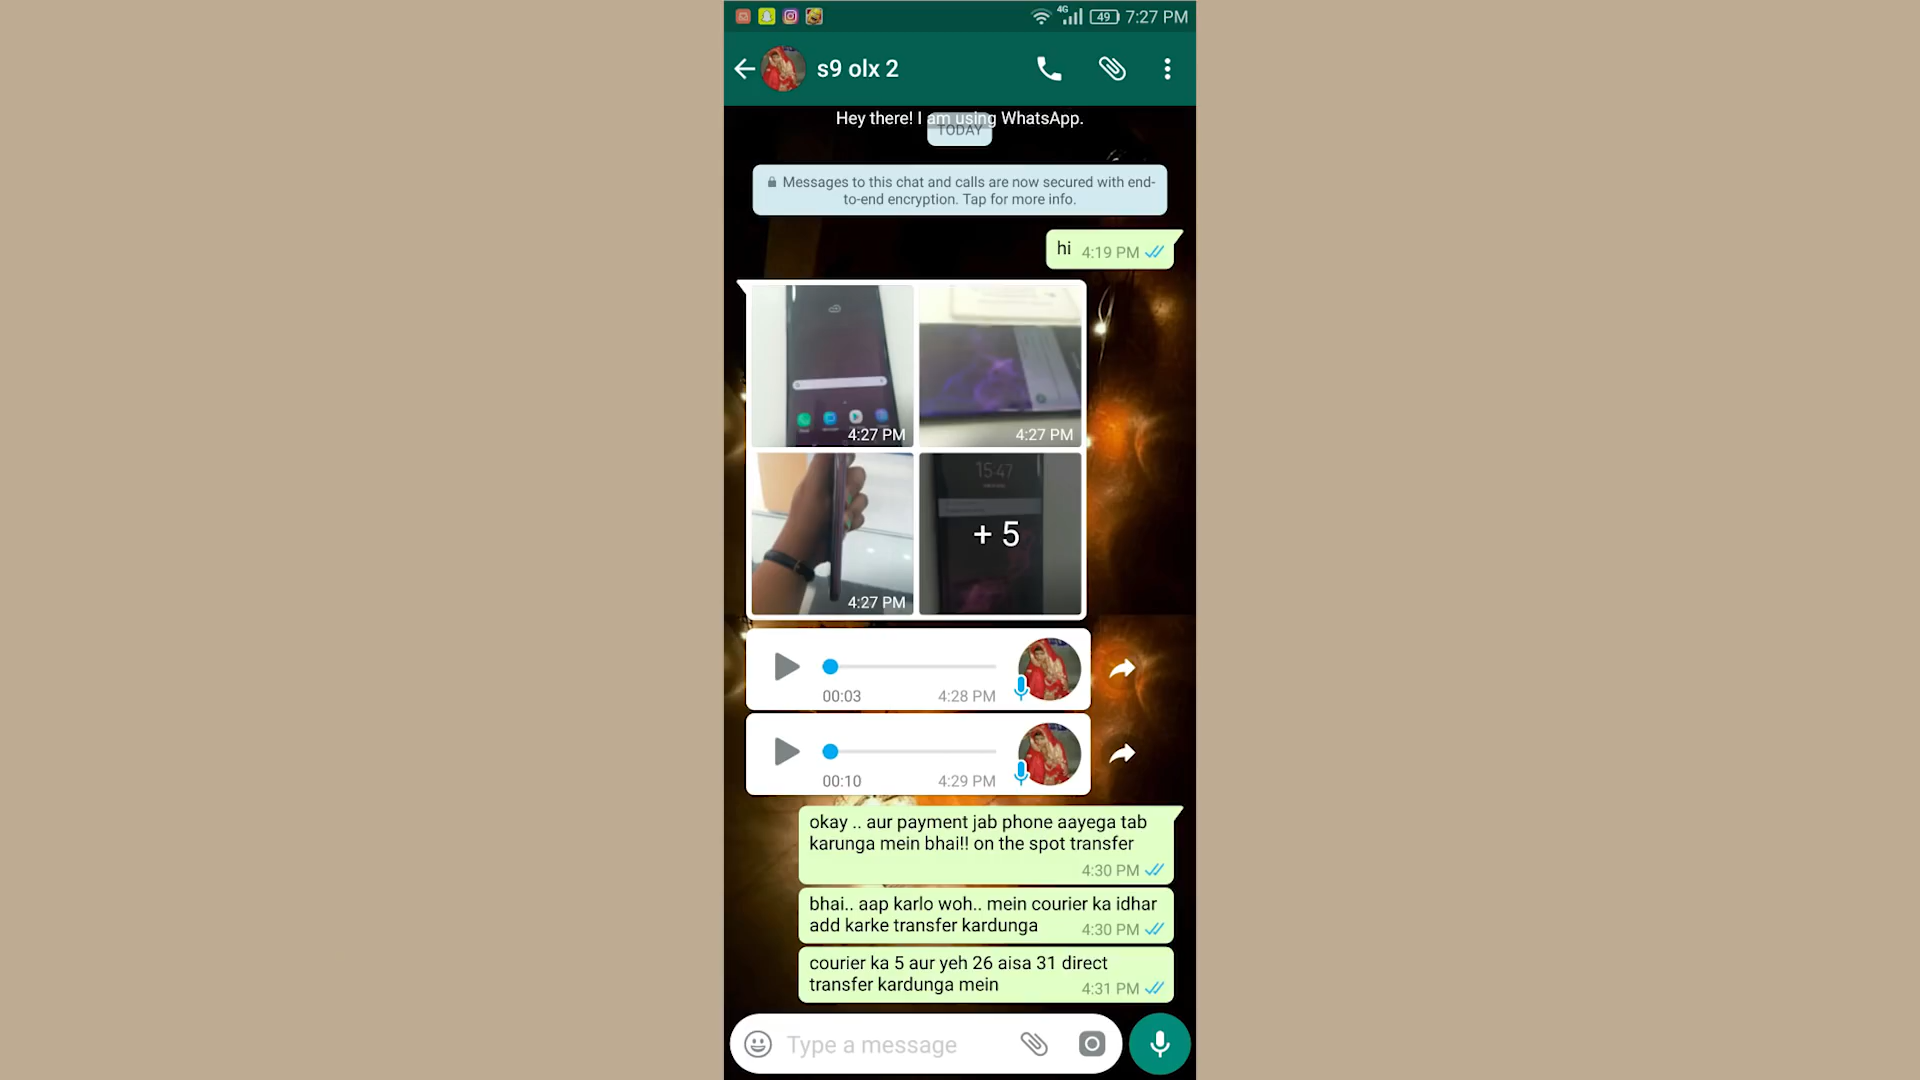 49 7:27 PM
4G
s9 olx 2
Hey there! I am using WhatsApp.
TODAY
Messages to this chat and calls are now secured with end-
to-end encryption. Tap for more info.
hi 4:19 PM
4:27 PM
4:27 PM
15:47
+ 5
4:27 PM
00:03 4:28 PM
00:10 4:29 PM
okay .. aur payment jab phone aayega tab
karunga mein bhai!! on the spot transfer
4:30 PM
bhai.. aap karlo woh.. mein courier ka idhar
add karke transfer kardunga 4:30 PM
courier ka 5 aur yeh 26 aisa 31 direct
transfer kardunga mein 4:31 PM
Type a message